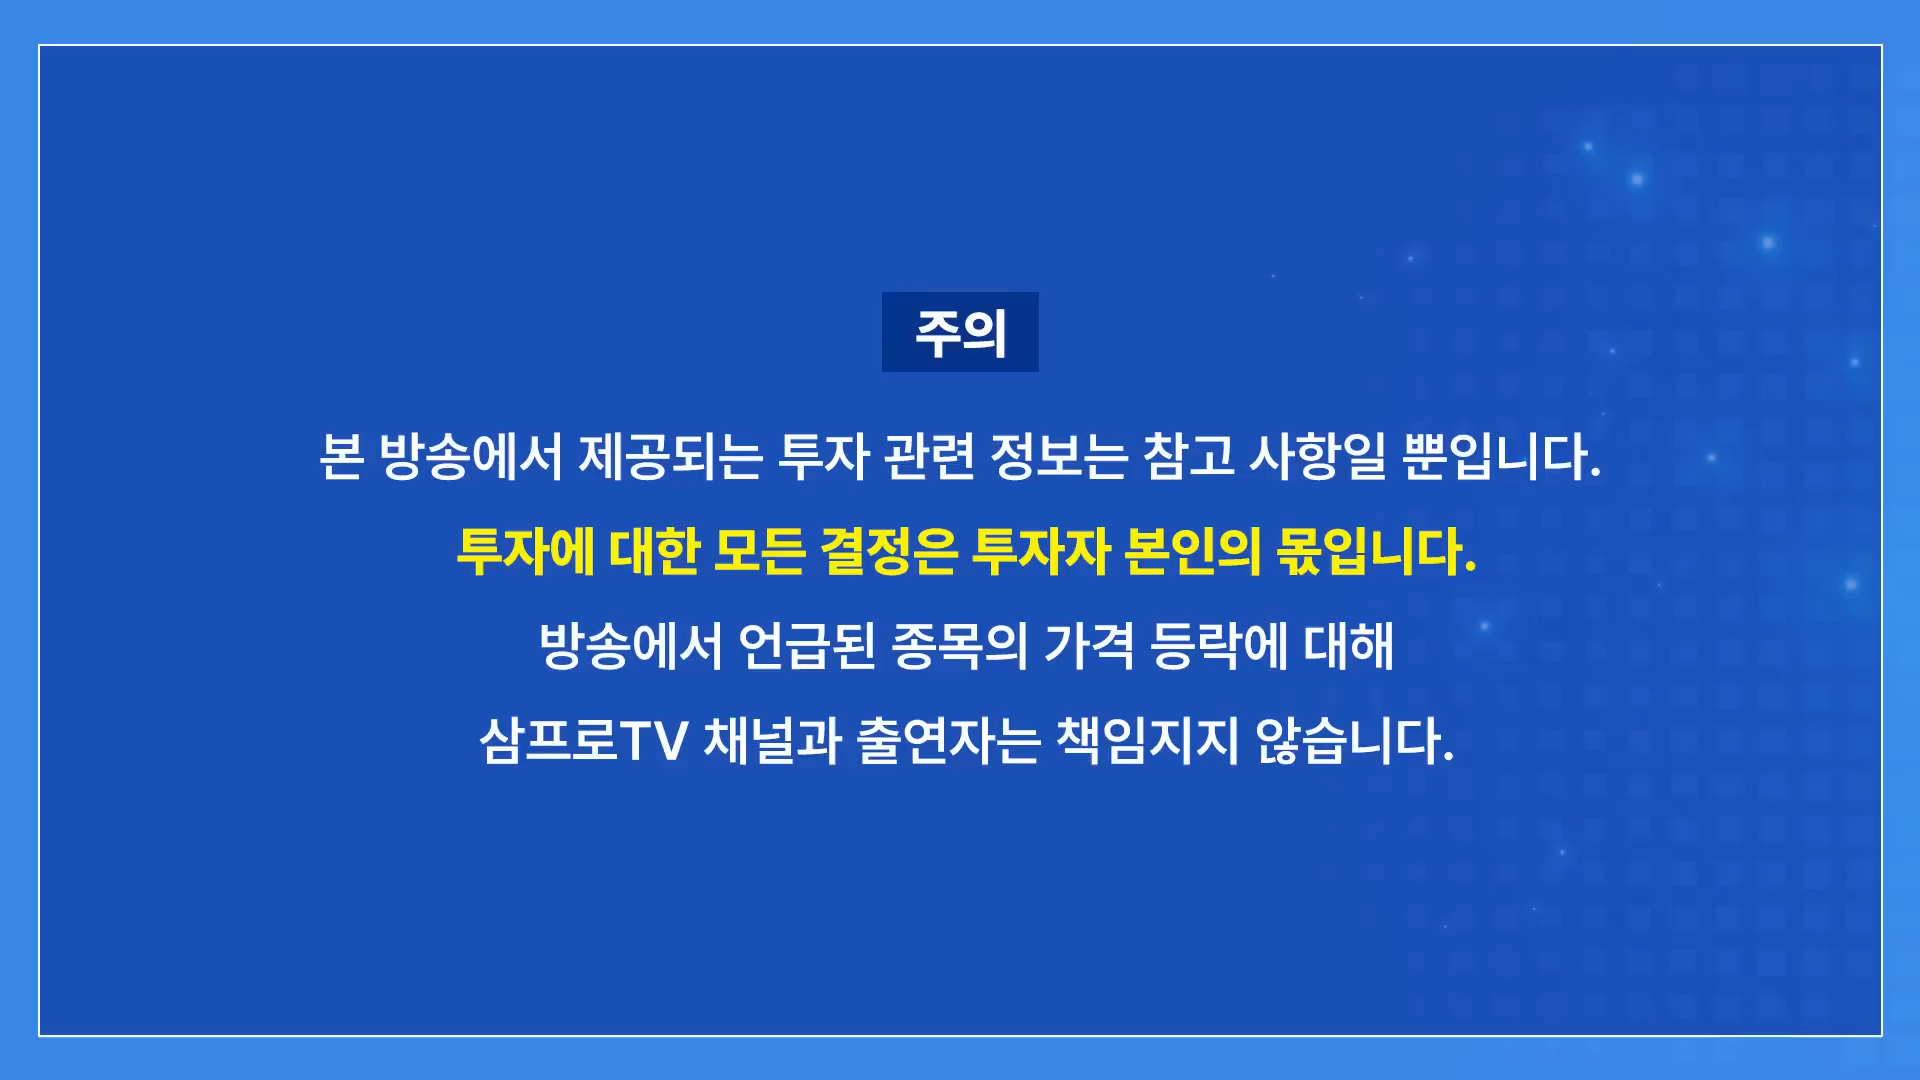 주의
본 방송에서 제공되는 투자 관련 정보는 참고 사항일 뿐입니다.
투자에 대한 모든 결정은 투자자 본인의 몫입니다.
방송에서 언급된 종목의 가격 등락에 대해
삼프로TV 채널과 출연자는 책임지지 않습니다.